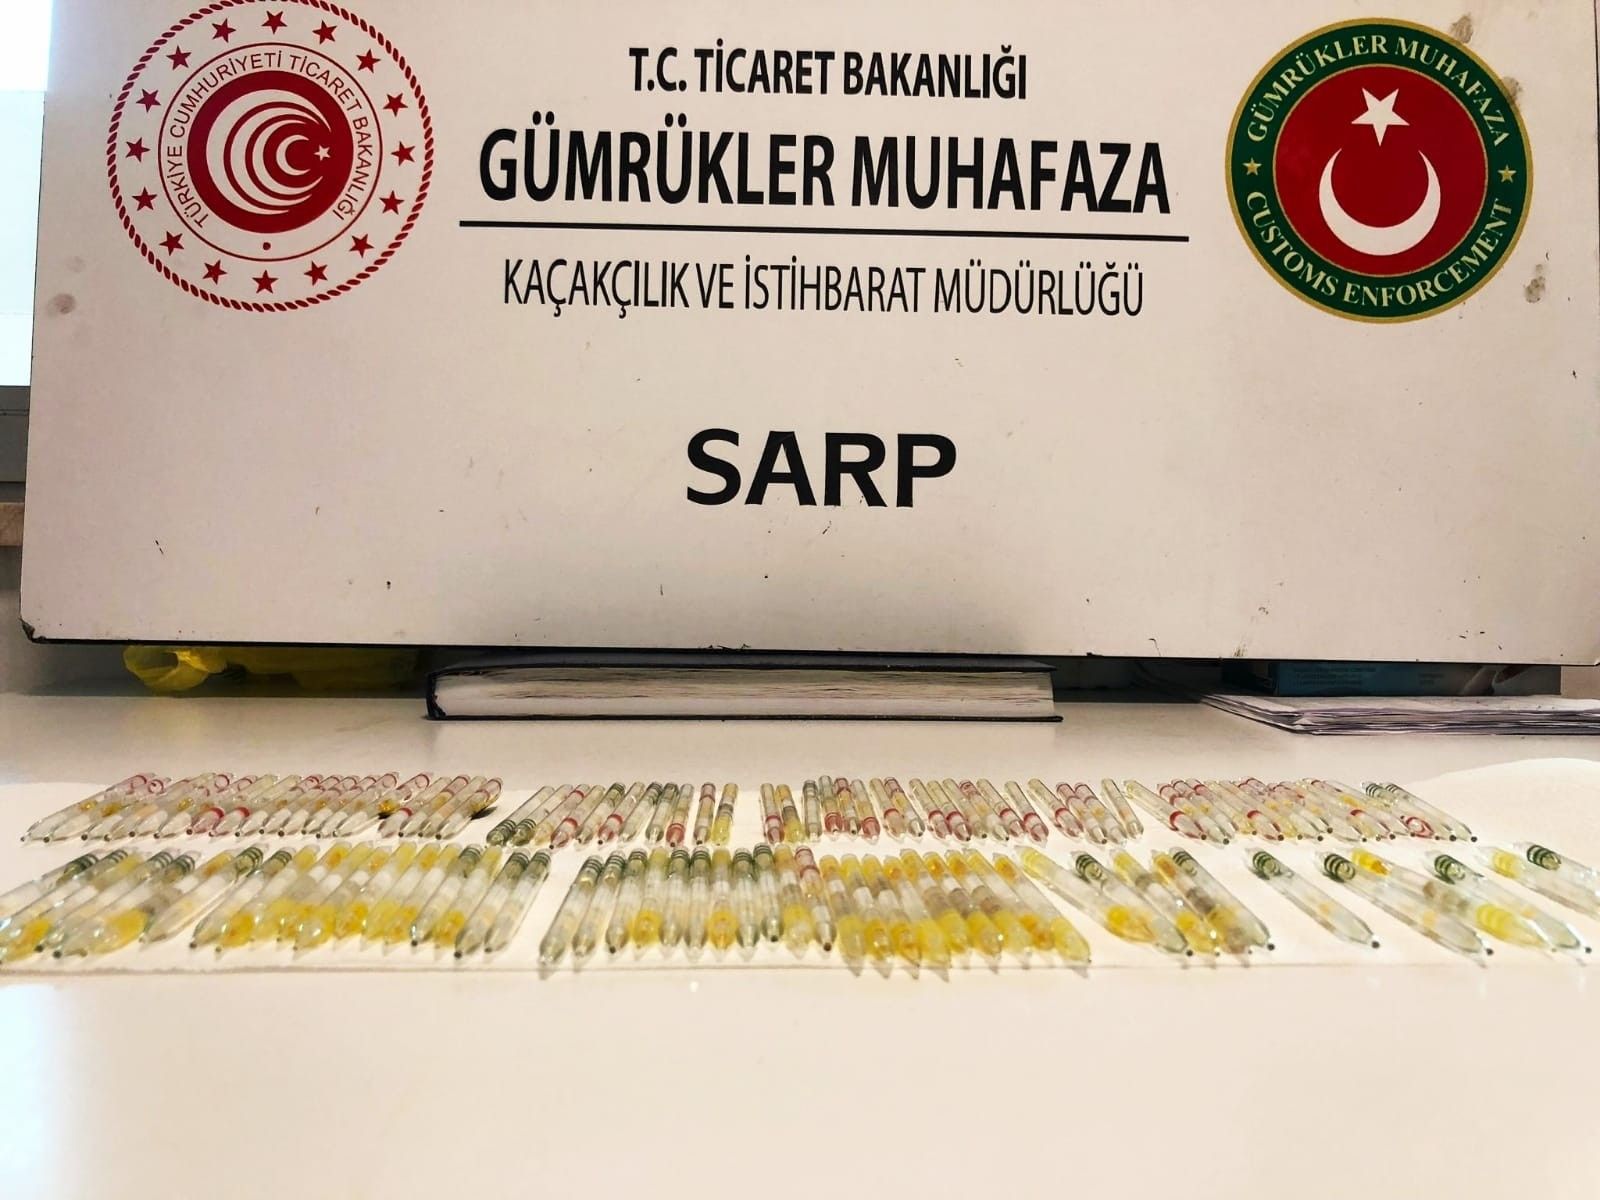 TÜRKİYE CUMHURİYETİ TİCARET BAKANLIĞI
T.C. TİCARET BAKANLIĞI
GÜMRÜKLER MUHAFAZA
KAÇAKÇILIK VE İSTİHBARAT MÜDÜRLÜĞÜ
SARP
GÜMRÜKLER MUHAFAZA
CUSTOMS ENFORCEMENT